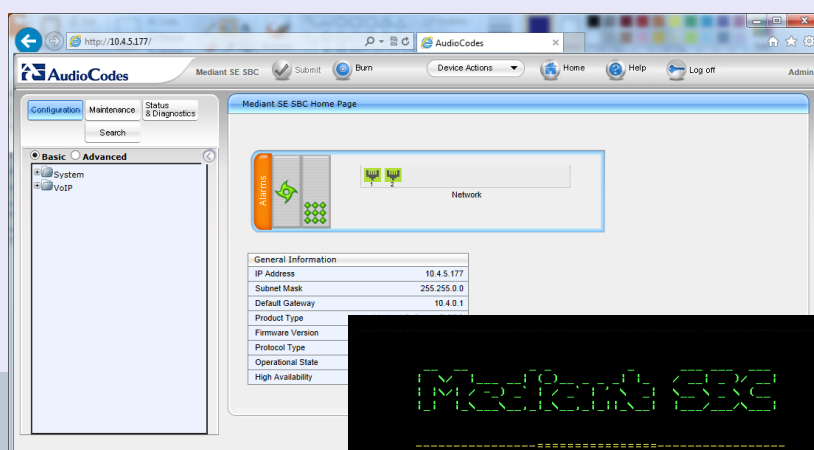 http://10.4.5.177/
AudioCodes
AudioCodes
Mediant SE SBC
Submit
Burn
Device Actions
Home
Help
Log off
Admin
Configuration
Maintenance
Status
& Diagnostics
Search
Mediant SE SBC Home Page
Basic
Advanced
System
VoIP
Alarms
1
2
Network
General Information
IP Address 10.4.5.177
Subnet Mask 255.255.0.0
Default Gateway 10.4.0.1
Product Type
Firmware Version
Protocol Type
Operational State
High Availability
Mediant SBC